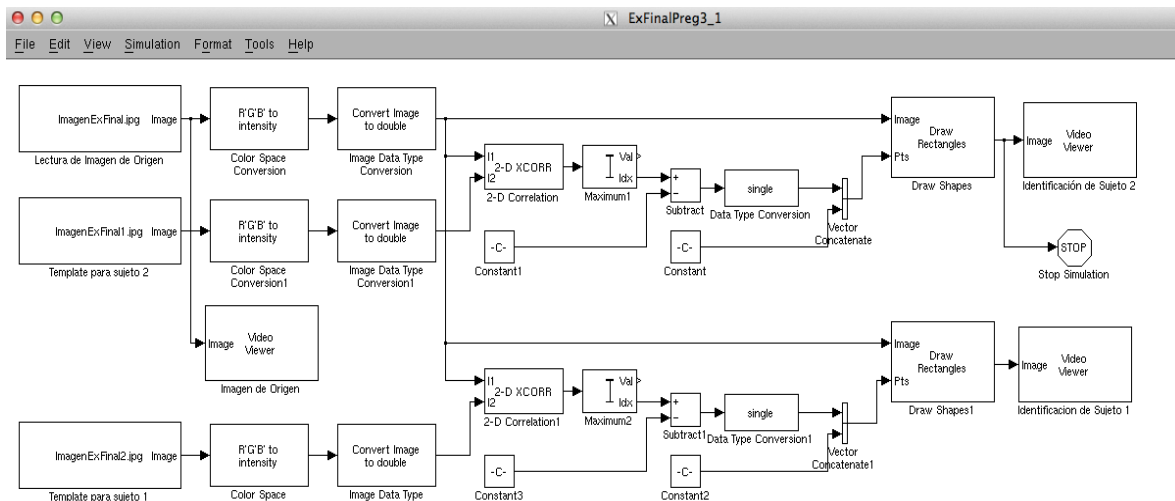 X ExFinalPreg3_1
File Edit View Simulation Format Tools Help
ImagenExFinal.jpg Image
Lectura de Imagen de Origen
R'G'B' to
intensity
Color Space
Conversion
Convert Image
to double
Image Data Type
Conversion
I1
I2
2-D XCORR
2-D Correlation
Val
Idx
Maximum1
+
−
Subtract
single
Data Type Conversion
Vector
Concatenate
Image
Pts
Draw
Rectangles
Draw Shapes
Image
Video
Viewer
Identificación de Sujeto 2
ImagenExFinal1.jpg Image
Template para sujeto 2
R'G'B' to
intensity
Color Space
Conversion1
Convert Image
to double
Image Data Type
Conversion1
-C-
Constant1
-C-
Constant
STOP
Stop Simulation
Image
Video
Viewer
Imagen de Origen
I1
I2
2-D XCORR
2-D Correlation1
Val
Idx
Maximum2
+
−
Subtract1
single
Data Type Conversion1
Vector
Concatenate1
Image
Pts
Draw
Rectangles
Draw Shapes1
Image
Video
Viewer
Identificacion de Sujeto 1
ImagenExFinal2.jpg Image
Template para sujeto 1
R'G'B' to
intensity
Color Space
Convert Image
to double
Image Data Type
-C-
Constant3
-C-
Constant2